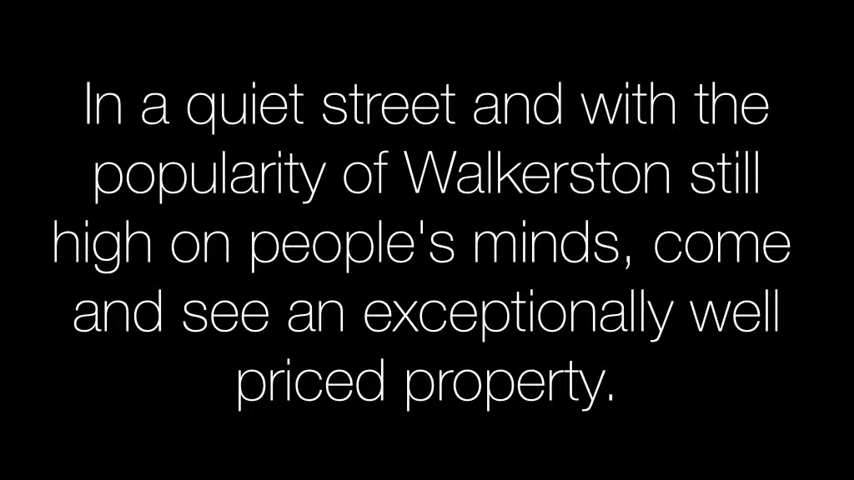 In a quiet street and with the
popularity of Walkerston still
high on people's minds, come
and see an exceptionally well
priced property.